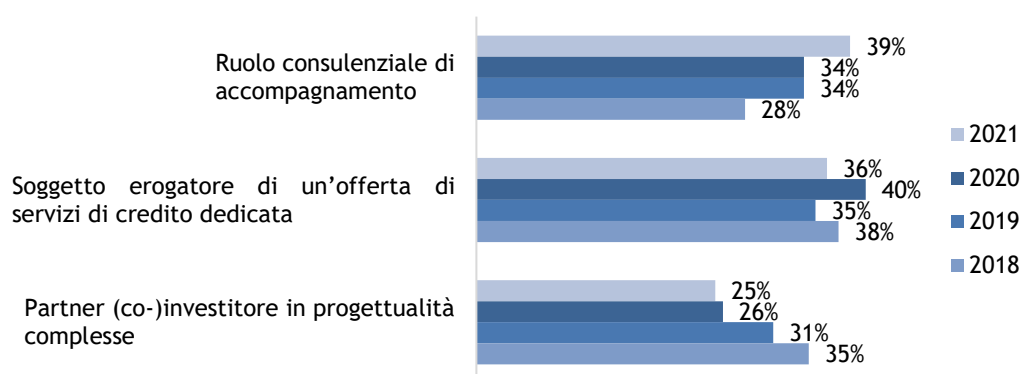 Ruolo consulenziale di
accompagnamento
39%
34%
34%
28%
Soggetto erogatore di un'offerta di
servizi di credito dedicata
36%
40%
35%
38%
Partner (co-)investitore in progettualità
complesse
25%
26%
31%
35%
2021
2020
2019
2018